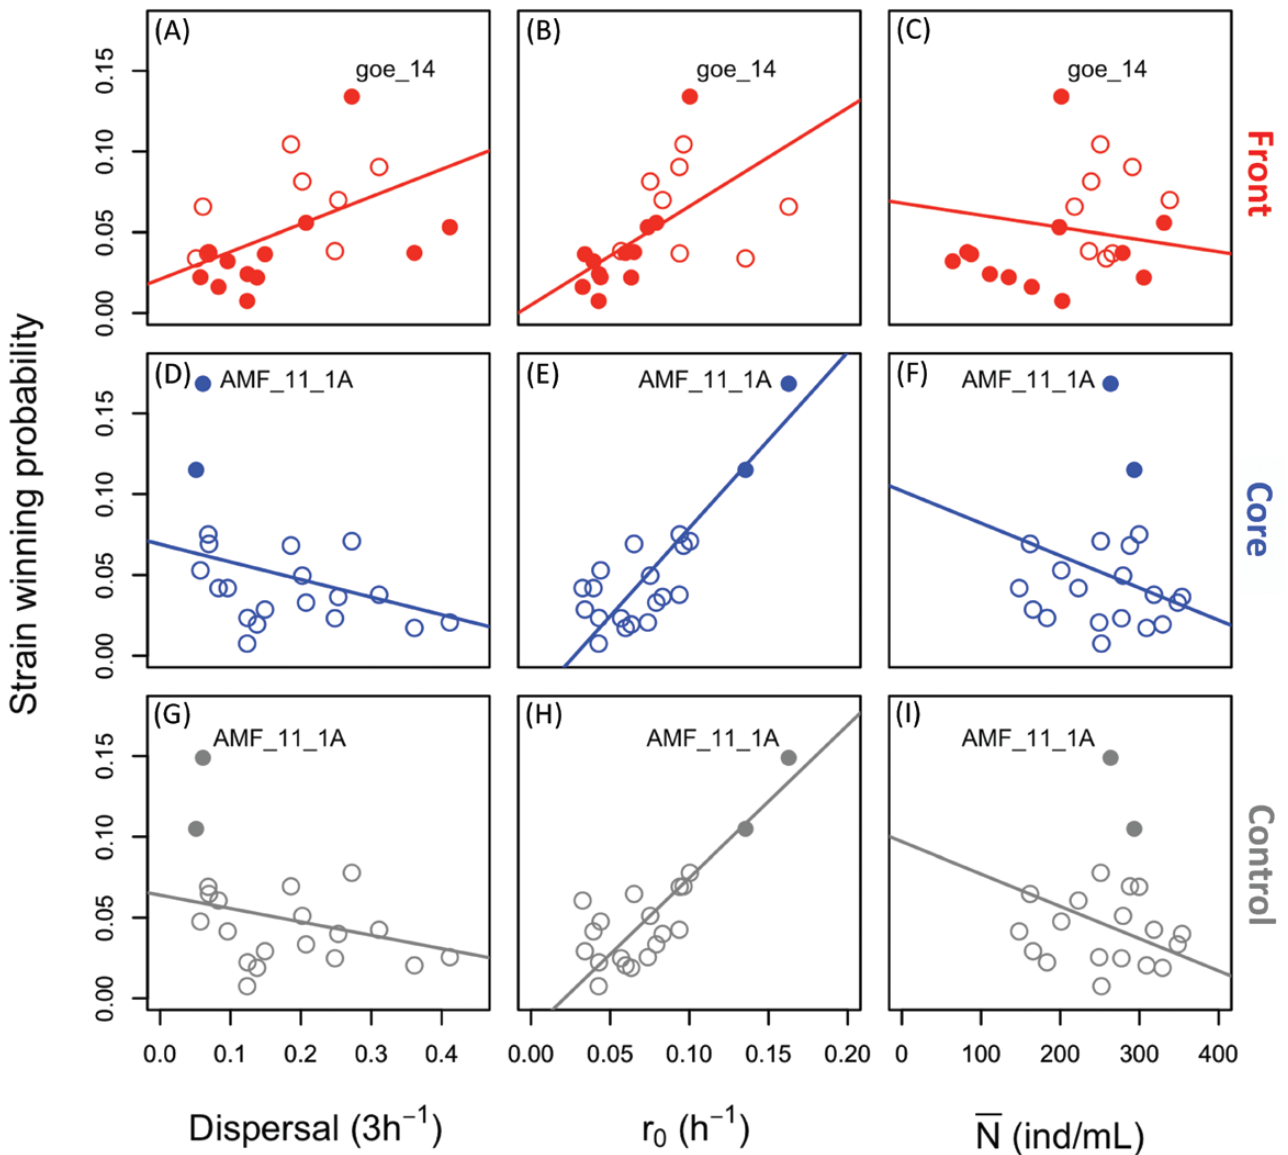 (A)
goe_14
(B)
goe_14
(C)
goe_14
0.15
0.10
0.05
0.00
Front
(D)
AMF_11_1A
(E)
AMF_11_1A
(F)
AMF_11_1A
0.15
0.10
0.05
0.00
Core
Strain winning probability
(G)
AMF_11_1A
(H)
AMF_11_1A
(I)
AMF_11_1A
0.15
0.10
0.05
0.00
Control
0.0 0.1 0.2 0.3 0.4
0.00 0.05 0.10 0.15 0.20
0 100 200 300 400
Dispersal (3h⁻¹)
r₀ (h⁻¹)
N̅ (ind/mL)